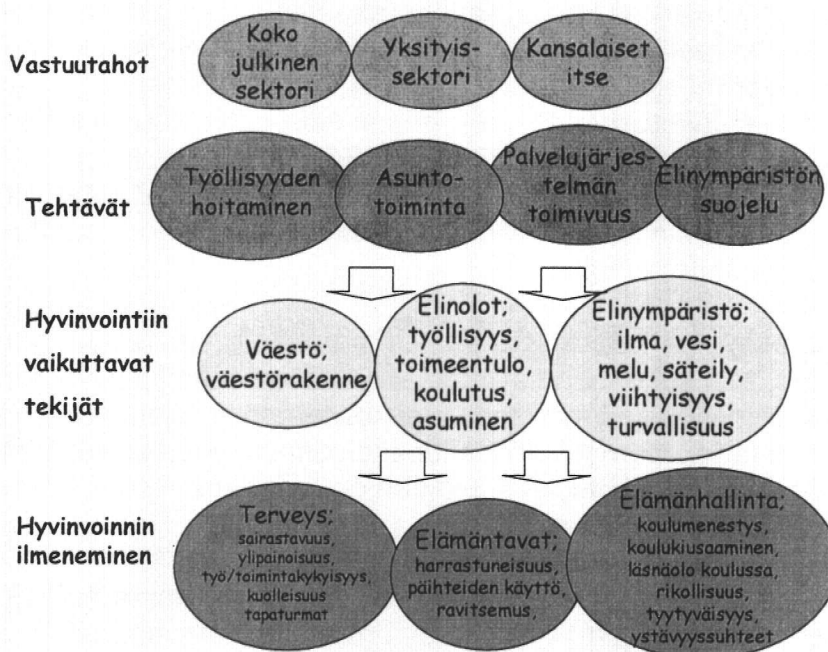 Vastuutahot
Koko
julkinen
sektori
Yksityis-
sektori
Kansalaiset
itse
Tehtävät
Työllisyyden
hoitaminen
Asunto-
toiminta
Palvelujärjes-
telmän
toimivuus
Elinympäristön
suojelu
Hyvinvointiin
vaikuttavat
tekijät
Väestö;
väestörakenne
Elinolot;
työllisyys,
toimeentulo,
koulutus,
asuminen
Elinympäristö;
ilma, vesi,
melu, säteily,
viihtyisyys,
turvallisuus
Hyvinvoinnin
ilmeneminen
Terveys;
sairastavuus,
ylipainoisuus,
työ/toimintakykyisyys,
kuolleisuus
tapaturmat
Elämäntavat;
harrastuneisuus,
päihteiden käyttö,
ravitsemus,
Elämänhallinta;
koulumenestys,
koulukiusaaminen,
läsnäolo koulussa,
rikollisuus,
tyytyväisyys,
ystävyyssuhteet